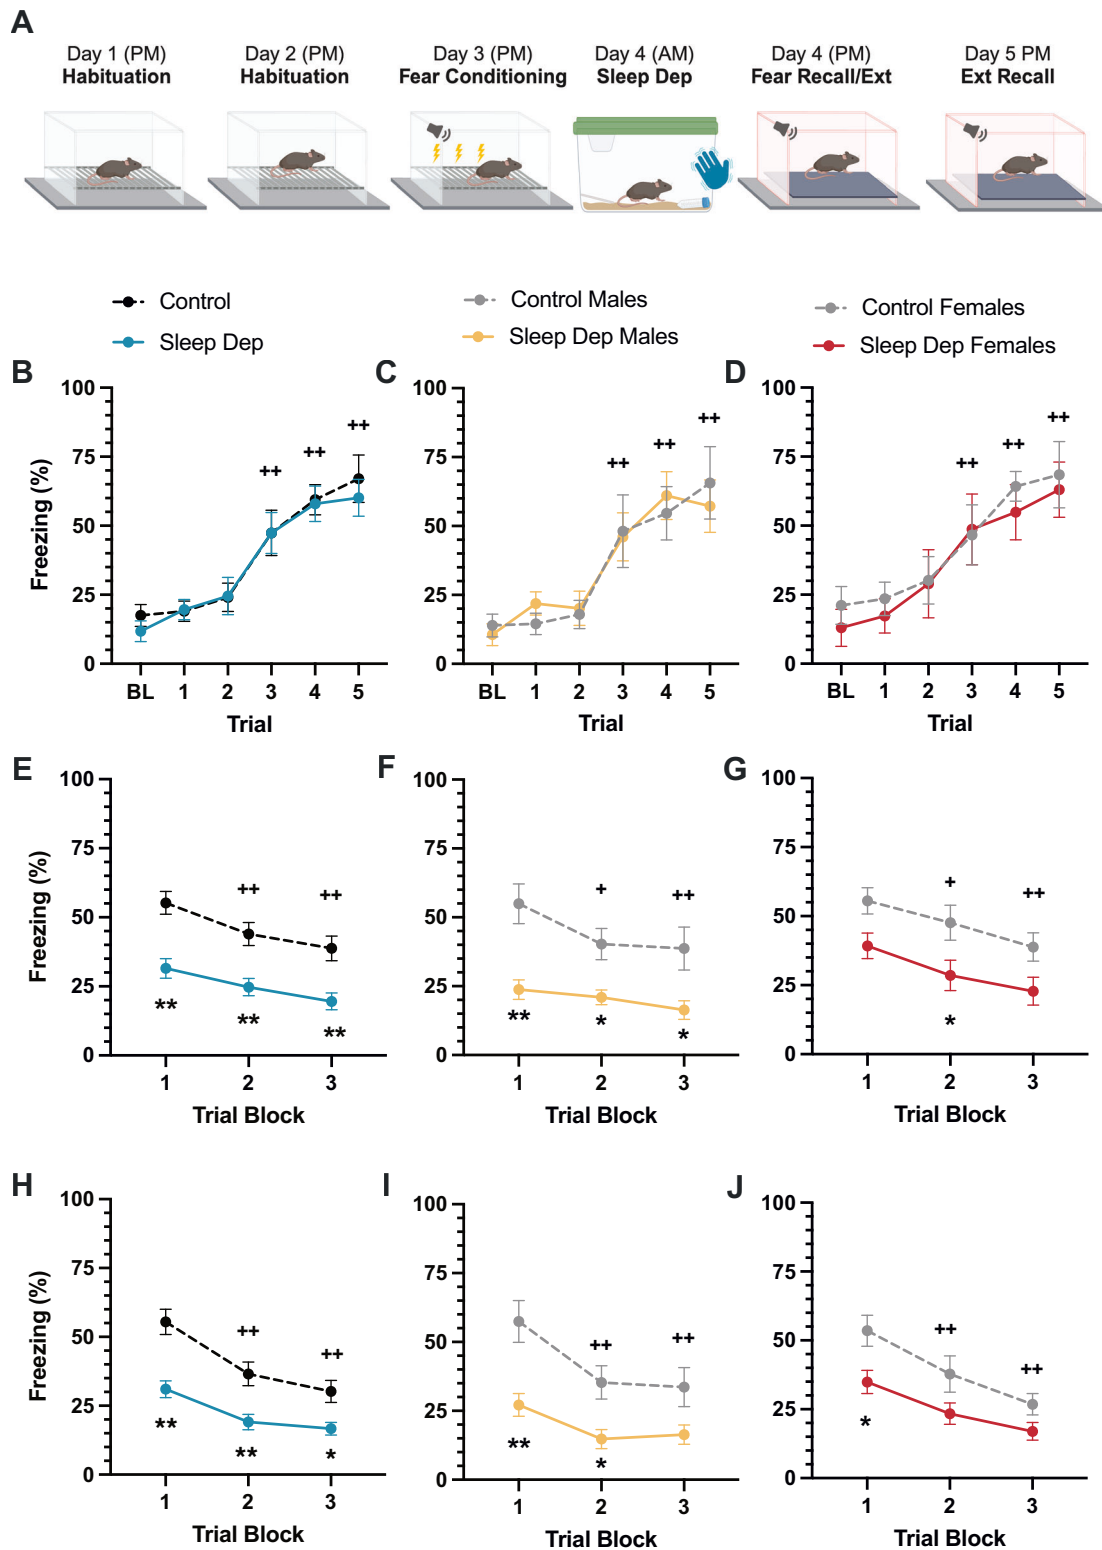 A
Day 1 (PM)
Habituation
Day 2 (PM)
Habituation
Day 3 (PM)
Fear Conditioning
Day 4 (AM)
Sleep Dep
Day 4 (PM)
Fear Recall/Ext
Day 5 PM
Ext Recall
Control
Sleep Dep
Control Males
Sleep Dep Males
Control Females
Sleep Dep Females
B
Freezing (%)
100
75
50
25
0
++
++
++
BL 1 2 3 4 5
Trial
C
100
75
50
25
0
++
++
++
BL 1 2 3 4 5
Trial
D
100
75
50
25
0
++
++
++
BL 1 2 3 4 5
Trial
E
Freezing (%)
100
75
50
25
0
++
++
**
**
**
1 2 3
Trial Block
F
100
75
50
25
0
+
++
**
*
*
1 2 3
Trial Block
G
100
75
50
25
0
+
++
*
1 2 3
Trial Block
H
Freezing (%)
100
75
50
25
0
++
++
**
**
*
1 2 3
Trial Block
I
100
75
50
25
0
++
++
**
*
1 2 3
Trial Block
J
100
75
50
25
0
++
++
*
1 2 3
Trial Block